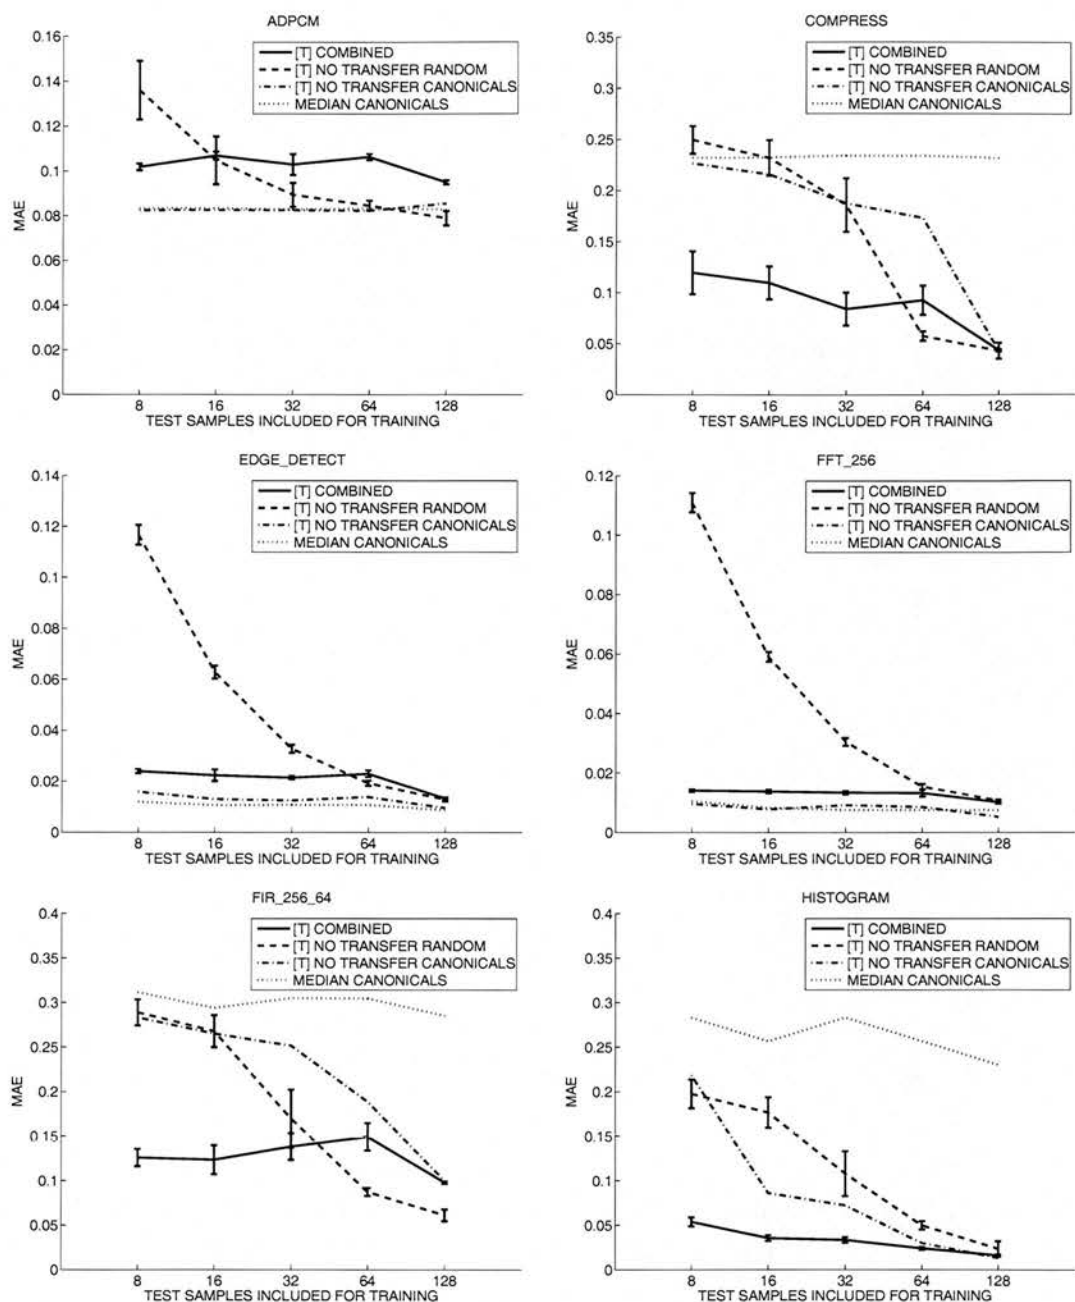 ADPCM
0.16
0.14
0.12
0.1
0.08
0.06
0.04
0.02
0
MAE
[T] COMBINED
[T] NO TRANSFER RANDOM
[T] NO TRANSFER CANONICALS
MEDIAN CANONICALS
8 16 32 64 128
TEST SAMPLES INCLUDED FOR TRAINING
COMPRESS
0.35
0.3
0.25
0.2
0.15
0.1
0.05
0
MAE
[T] COMBINED
[T] NO TRANSFER RANDOM
[T] NO TRANSFER CANONICALS
MEDIAN CANONICALS
8 16 32 64 128
TEST SAMPLES INCLUDED FOR TRAINING
EDGE_DETECT
0.14
0.12
0.1
0.08
0.06
0.04
0.02
0
MAE
[T] COMBINED
[T] NO TRANSFER RANDOM
[T] NO TRANSFER CANONICALS
MEDIAN CANONICALS
8 16 32 64 128
TEST SAMPLES INCLUDED FOR TRAINING
FFT_256
0.12
0.1
0.08
0.06
0.04
0.02
0
MAE
[T] COMBINED
[T] NO TRANSFER RANDOM
[T] NO TRANSFER CANONICALS
MEDIAN CANONICALS
8 16 32 64 128
TEST SAMPLES INCLUDED FOR TRAINING
FIR_256_64
0.4
0.35
0.3
0.25
0.2
0.15
0.1
0.05
0
MAE
[T] COMBINED
[T] NO TRANSFER RANDOM
[T] NO TRANSFER CANONICALS
MEDIAN CANONICALS
8 16 32 64 128
TEST SAMPLES INCLUDED FOR TRAINING
HISTOGRAM
0.4
0.35
0.3
0.25
0.2
0.15
0.1
0.05
0
MAE
[T] COMBINED
[T] NO TRANSFER RANDOM
[T] NO TRANSFER CANONICALS
MEDIAN CANONICALS
8 16 32 64 128
TEST SAMPLES INCLUDED FOR TRAINING